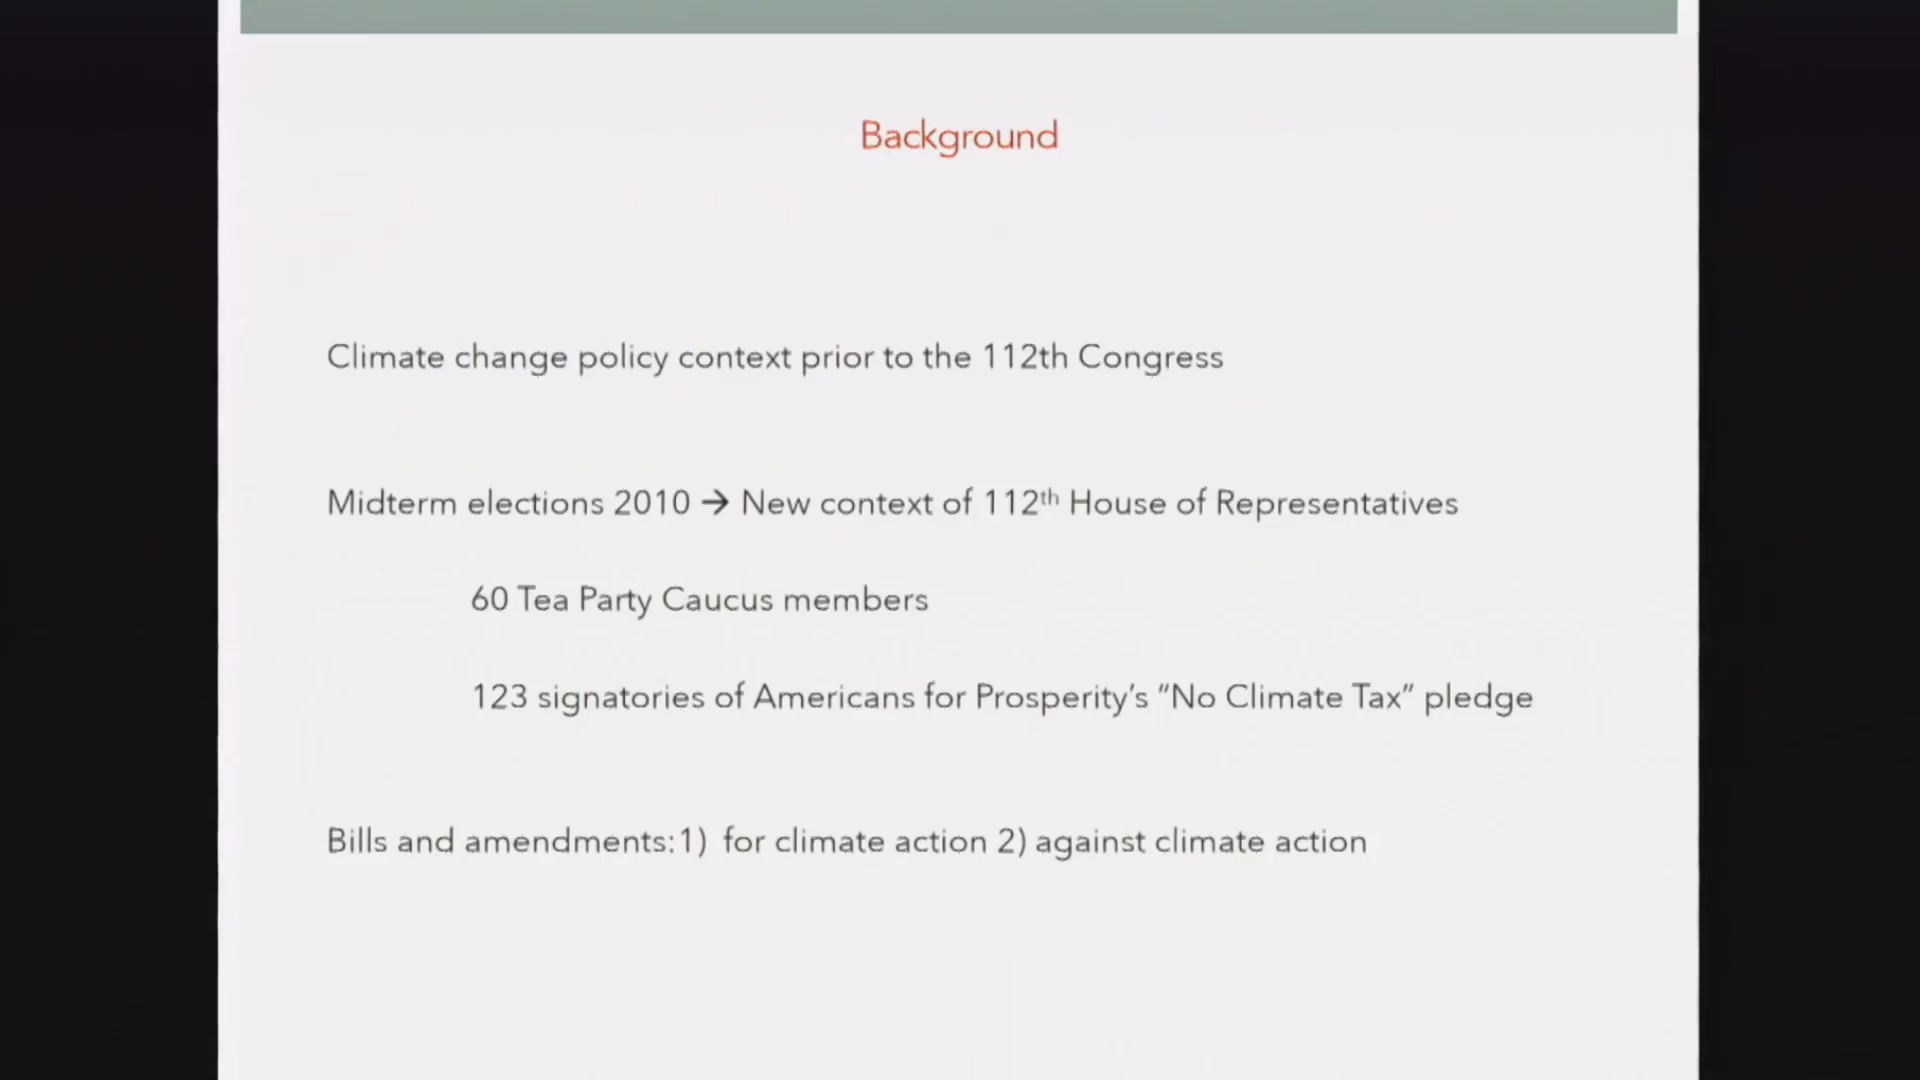 Background
Climate change policy context prior to the 112th Congress
Midterm elections 2010 → New context of 112th House of Representatives
60 Tea Party Caucus members
123 signatories of Americans for Prosperity’s “No Climate Tax” pledge
Bills and amendments:1) for climate action 2) against climate action